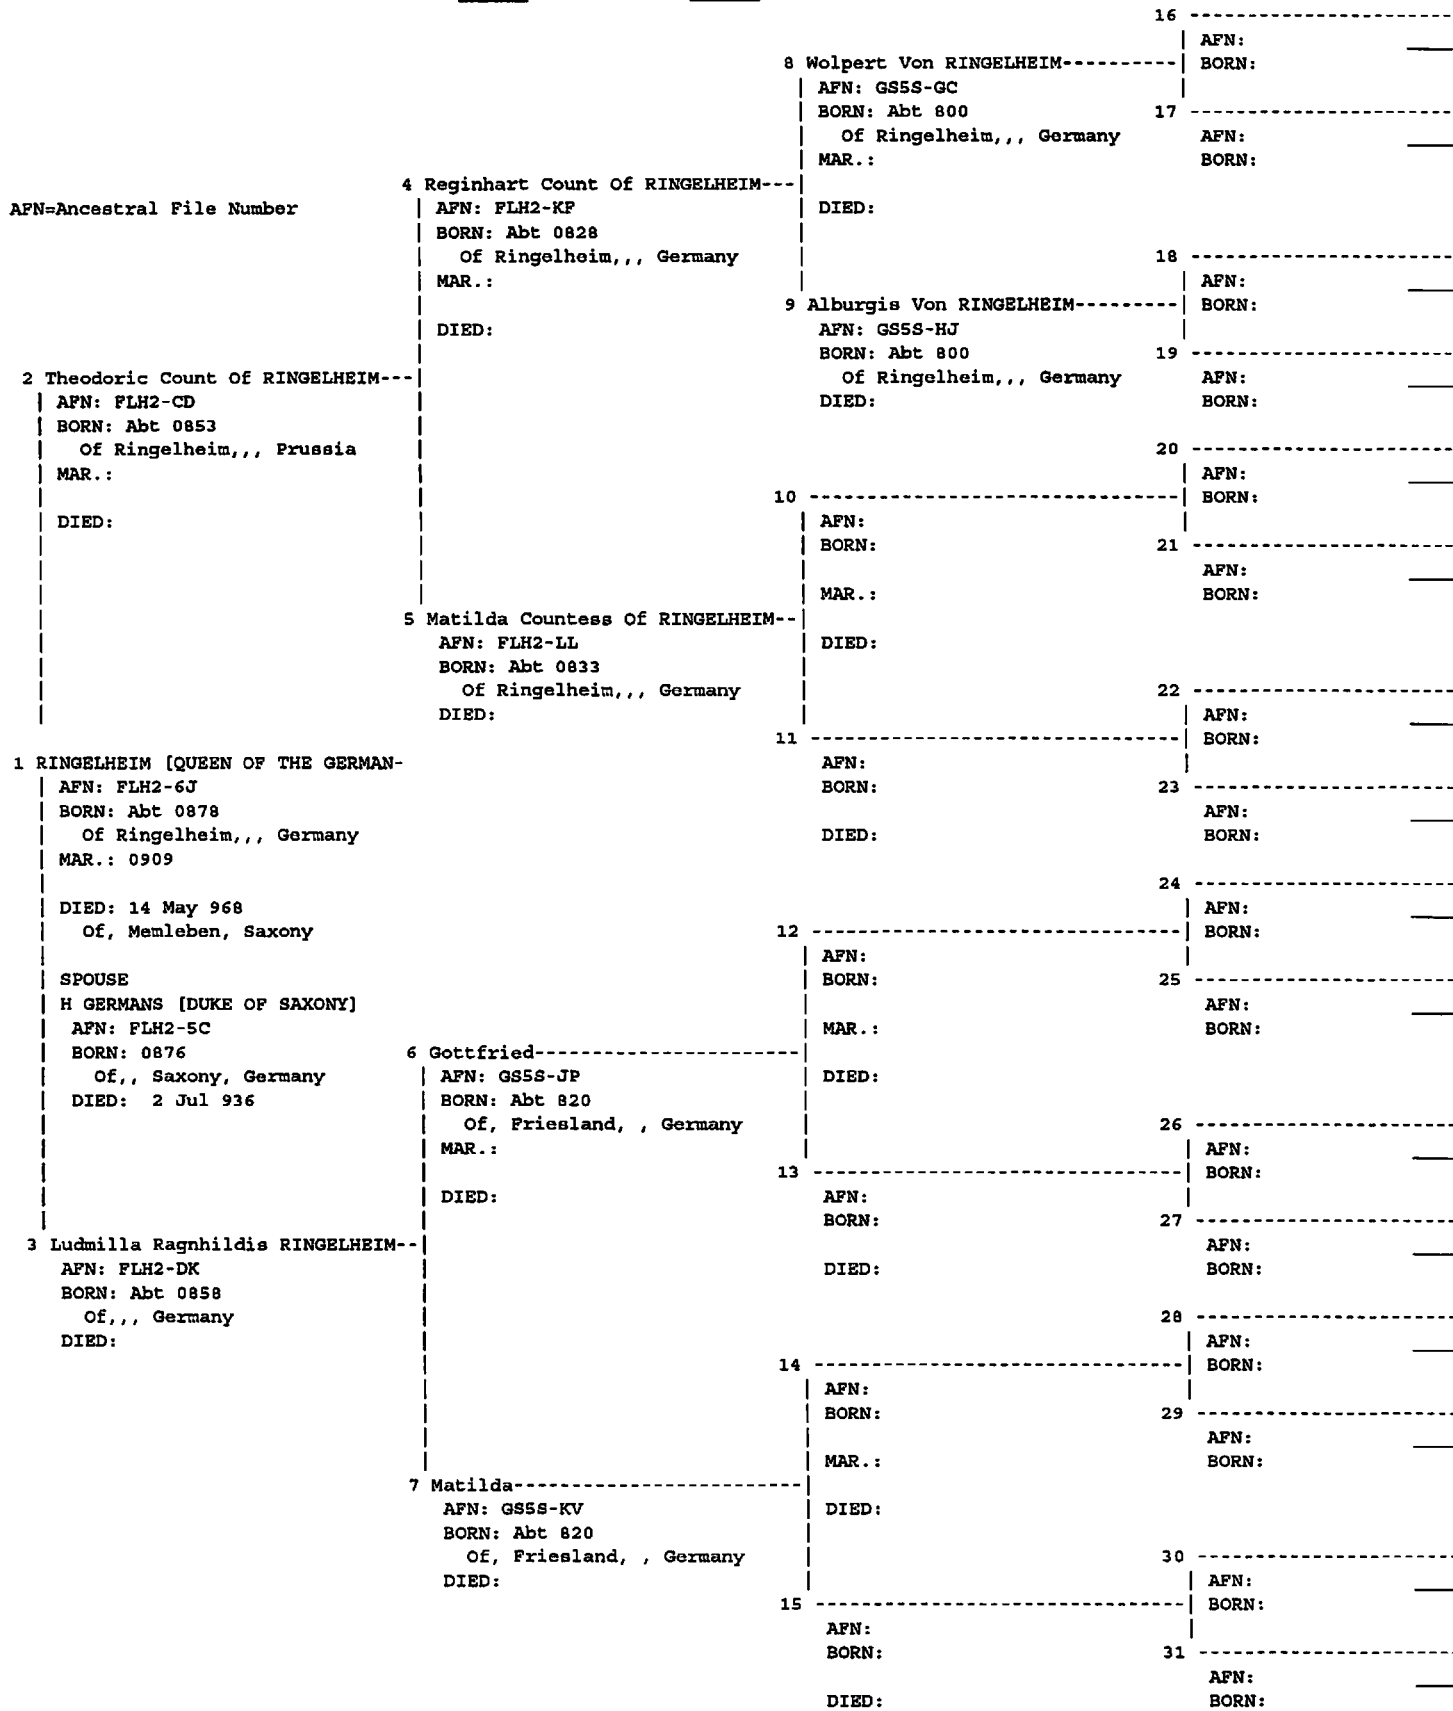 16
AFN:
8 Wolpert Von RINGELHEIM---------- BORN:
AFN: GS5S-GC
BORN: Abt 800 17
Of Ringelheim,,, Germany AFN:
MAR.: BORN:
4 Reginhart Count Of RINGELHEIM---
AFN=Ancestral File Number AFN: FLH2-KF DIED:
BORN: Abt 0828
Of Ringelheim,,, Germany 18
MAR.: AFN:
9 Alburgis Von RINGELHEIM--------- BORN:
DIED: AFN: GS5S-HJ
BORN: Abt 800 19
2 Theodoric Count Of RINGELHEIM--- Of Ringelheim,,, Germany AFN:
AFN: FLH2-CD DIED: BORN:
BORN: Abt 0853
Of Ringelheim,,, Prussia 20
MAR.: AFN:
10 BORN:
DIED: AFN:
BORN: 21
AFN:
MAR.: BORN:
5 Matilda Countess Of RINGELHEIM--
AFN: FLH2-LL DIED:
BORN: Abt 0833
Of Ringelheim,,, Germany 22
DIED: AFN:
11 BORN:
1 RINGELHEIM [QUEEN OF THE GERMAN- AFN:
AFN: FLH2-6J BORN: 23
BORN: Abt 0878 AFN:
Of Ringelheim,,, Germany DIED: BORN:
MAR.: 0909
24
DIED: 14 May 968 AFN:
Of, Memleben, Saxony 12 BORN:
AFN:
SPOUSE BORN: 25
H GERMANS [DUKE OF SAXONY] AFN:
AFN: FLH2-5C MAR.: BORN:
BORN: 0876 6 Gottfried----------------------
Of,, Saxony, Germany AFN: GS5S-JP DIED:
DIED: 2 Jul 936 BORN: Abt 820
Of, Friesland, , Germany 26
MAR.: AFN:
13 BORN:
DIED: AFN:
BORN: 27
3 Ludmilla Ragnhildis RINGELHEIM-- AFN:
AFN: FLH2-DK DIED: BORN:
BORN: Abt 0858
Of,,, Germany 28
DIED: AFN:
14 BORN:
AFN:
BORN: 29
AFN:
MAR.: BORN:
7 Matilda------------------------
AFN: GS5S-KV DIED:
BORN: Abt 820
Of, Friesland, , Germany 30
DIED: AFN:
15 BORN:
AFN:
BORN: 31
AFN:
DIED: BORN: